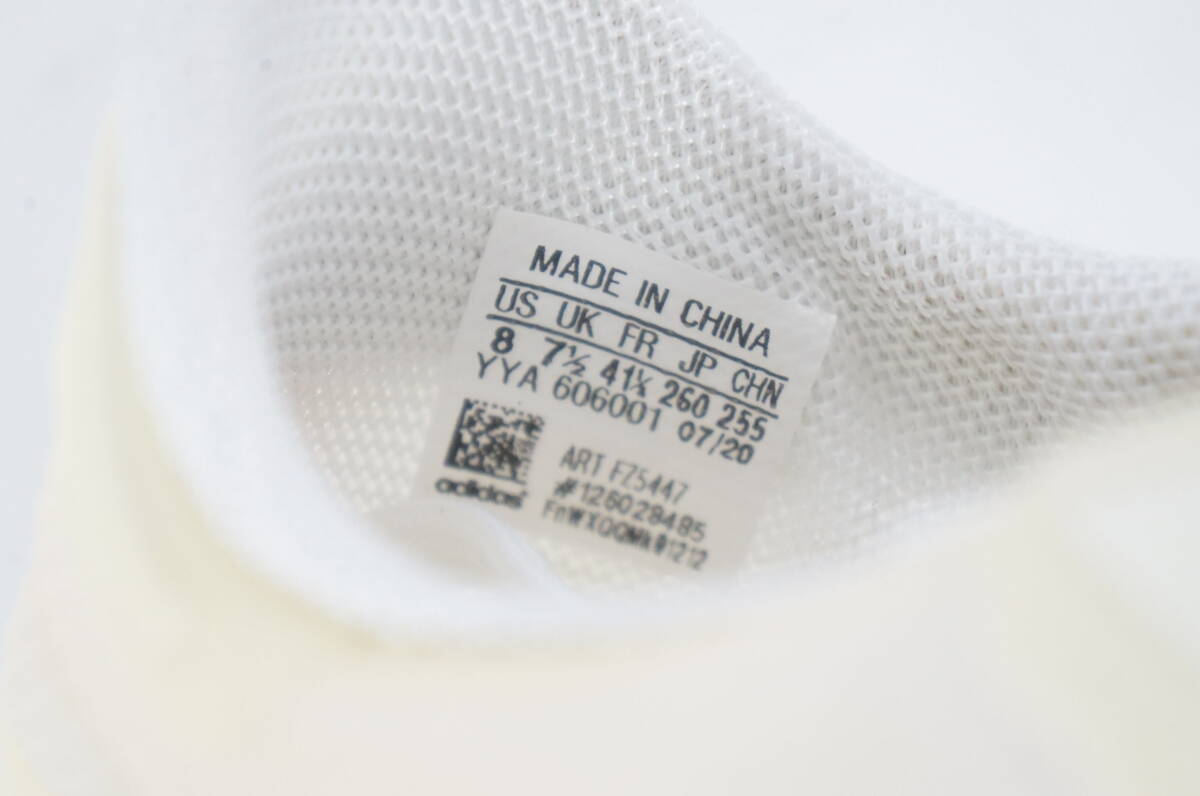 MADE IN CHINA
US UK FR JP CHN
8 7½ 41⅓ 260 255
YYA 606001 07/20
ART FZ5447
#126028485
adidas